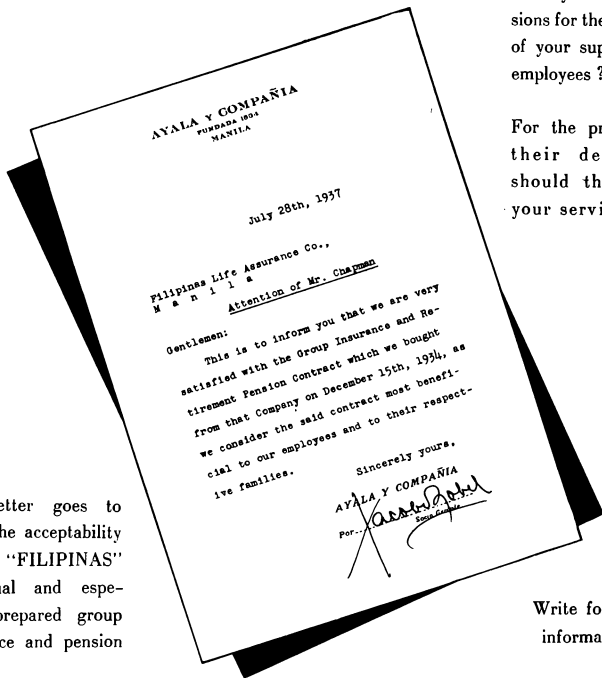 sions for the
of your sup
employees ?
For the pr
their de
should th
your servi
AYALA Y COMPAÑIA
FUNDADA 1834
MANILA
July 28th, 1937
Filipinas Life Assurance Co.,
M a n i l a
Attention of Mr. Chapman
Gentlemen:
This is to inform you that we are very
satisfied with the Group Insurance and Re-
tirement Pension Contract which we bought
from that Company on December 15th, 1934, as
we consider the said contract most benefi-
cial to our employees and to their respect-
ive families.
Sincerely yours,
AYALA Y COMPAÑIA
Por
Socio Gerente
etter goes to
he acceptability
"FILIPINAS"
al and espe-
prepared group
ce and pension
Write fo
informa